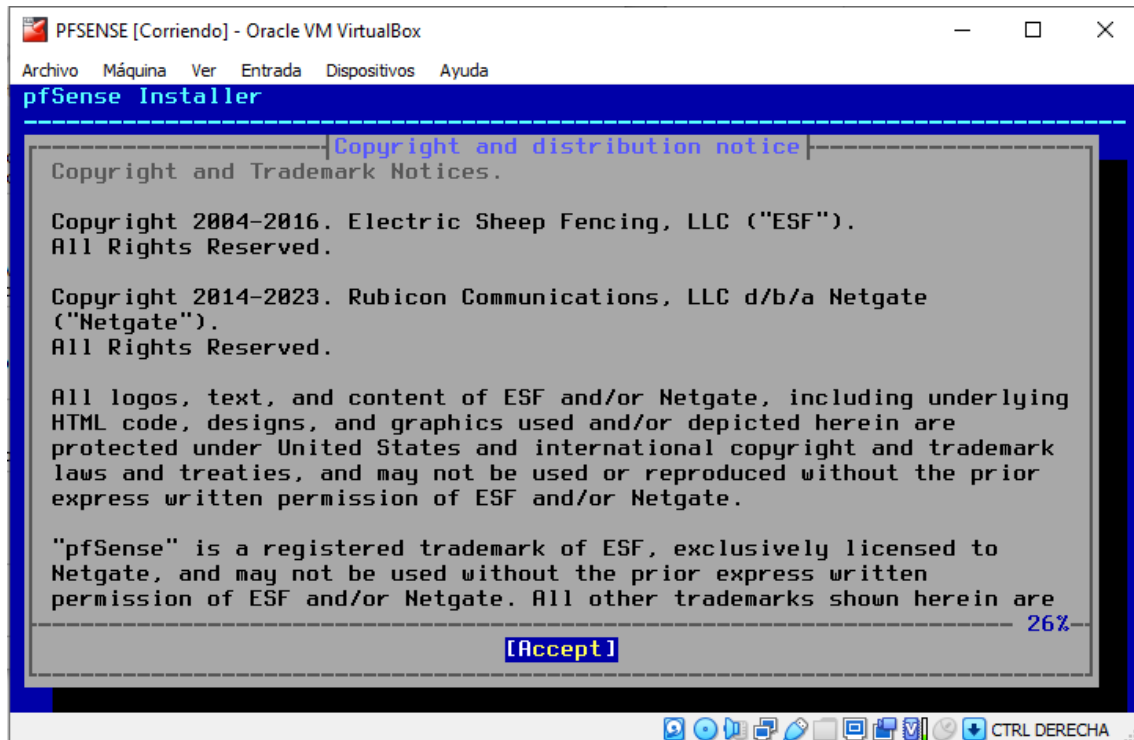 PFSENSE [Corriendo] - Oracle VM VirtualBox
Archivo Máquina Ver Entrada Dispositivos Ayuda
pfSense Installer
Copyright and distribution notice
Copyright and Trademark Notices.
Copyright 2004-2016. Electric Sheep Fencing, LLC ("ESF").
All Rights Reserved.
Copyright 2014-2023. Rubicon Communications, LLC d/b/a Netgate
("Netgate").
All Rights Reserved.
All logos, text, and content of ESF and/or Netgate, including underlying
HTML code, designs, and graphics used and/or depicted herein are
protected under United States and international copyright and trademark
laws and treaties, and may not be used or reproduced without the prior
express written permission of ESF and/or Netgate.
"pfSense" is a registered trademark of ESF, exclusively licensed to
Netgate, and may not be used without the prior express written
permission of ESF and/or Netgate. All other trademarks shown herein are
26%
[Accept]
CTRL DERECHA